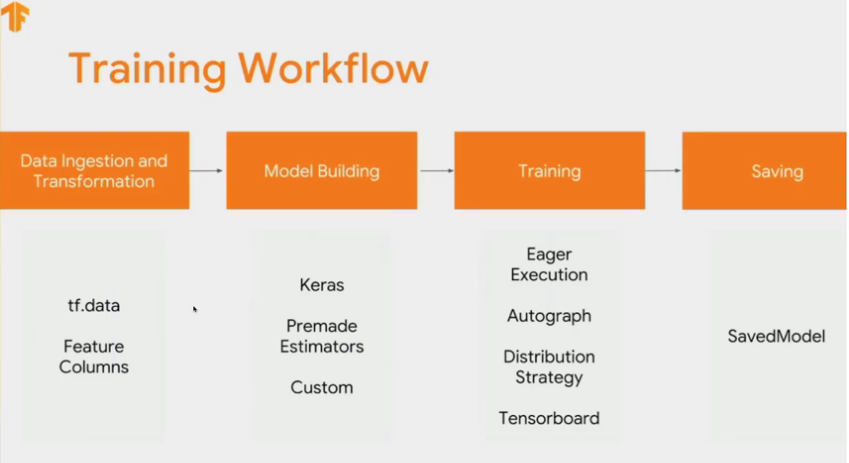 Training Workflow
Data Ingestion and
Transformation
Model Building
Training
Saving
tf.data
Feature
Columns
Keras
Premade
Estimators
Custom
Eager
Execution
Autograph
Distribution
Strategy
Tensorboard
SavedModel